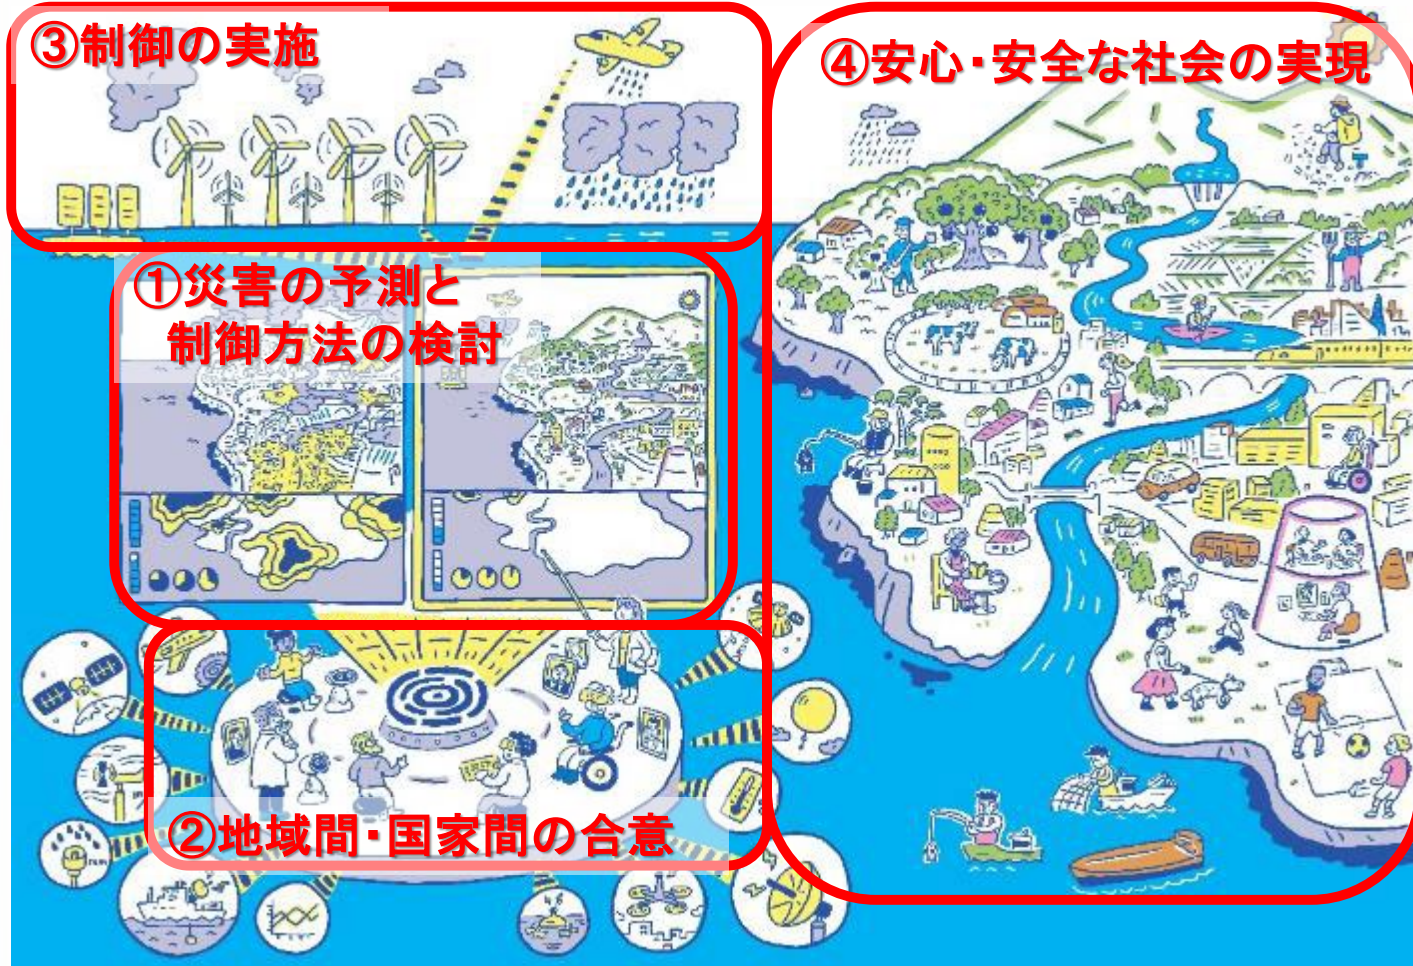 ③制御の実施
④安心・安全な社会の実現
①災害の予測と
制御方法の検討
②地域間・国家間の合意